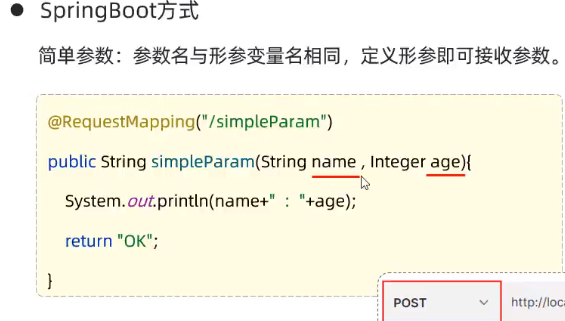 ● SpringBoot方式
简单参数：参数名与形参变量名相同，定义形参即可接收参数。
@RequestMapping("/simpleParam")
public String simpleParam(String name , Integer age){
System.out.println(name+" : "+age);
return "OK";
}
POST http://loca